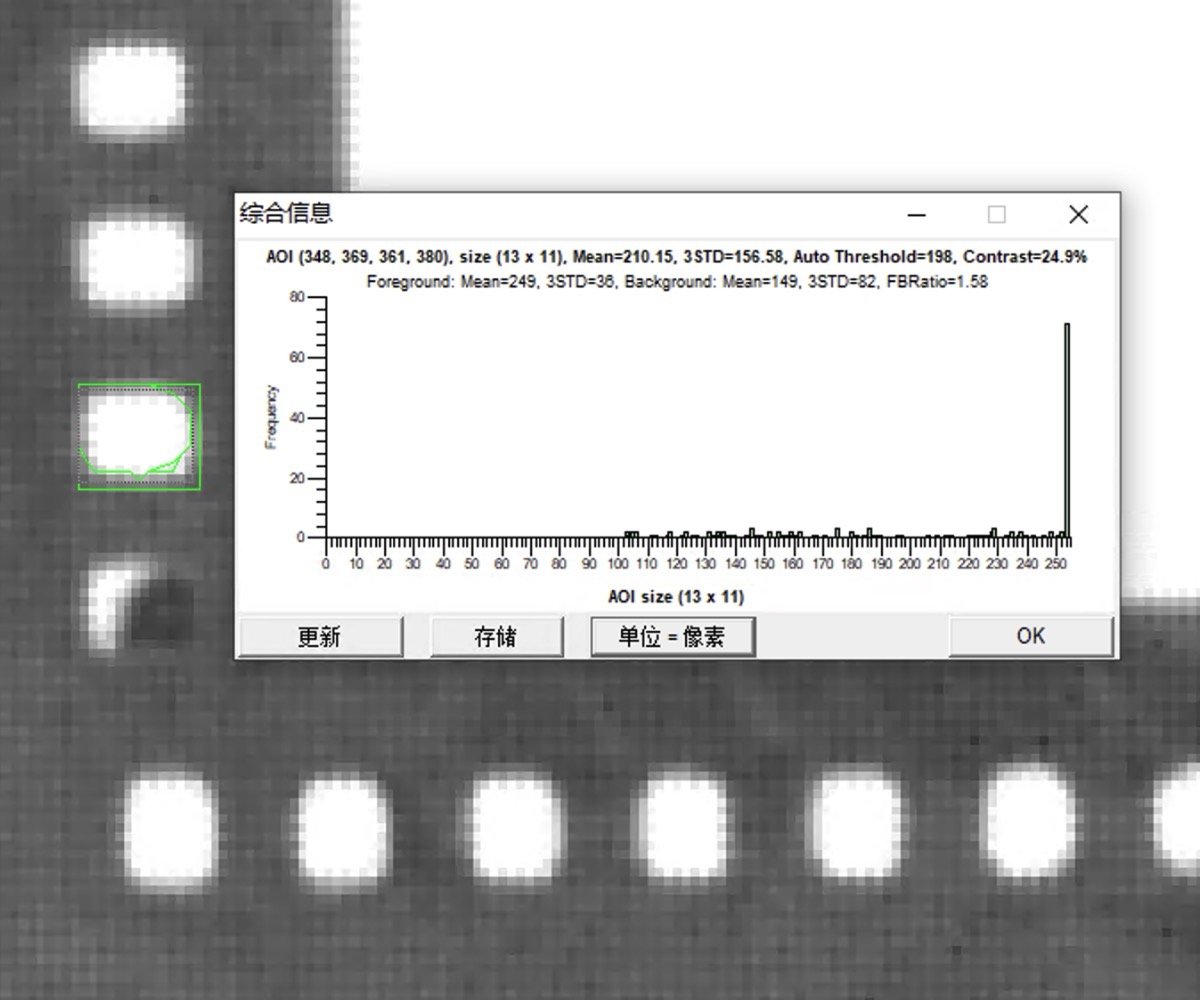 综合信息
AOI (348, 369, 361, 380), size (13 x 11), Mean=210.15, 3STD=156.58, Auto Threshold=198, Contrast=24.9%
Foreground: Mean=249, 3STD=36, Background: Mean=149, 3STD=82, FBRatio=1.58
80
60
40
20
0
Frequency
0 10 20 30 40 50 60 70 80 90 100 110 120 130 140 150 160 170 180 190 200 210 220 230 240 250
AOI size (13 x 11)
更新 存储 单位 = 像素 OK